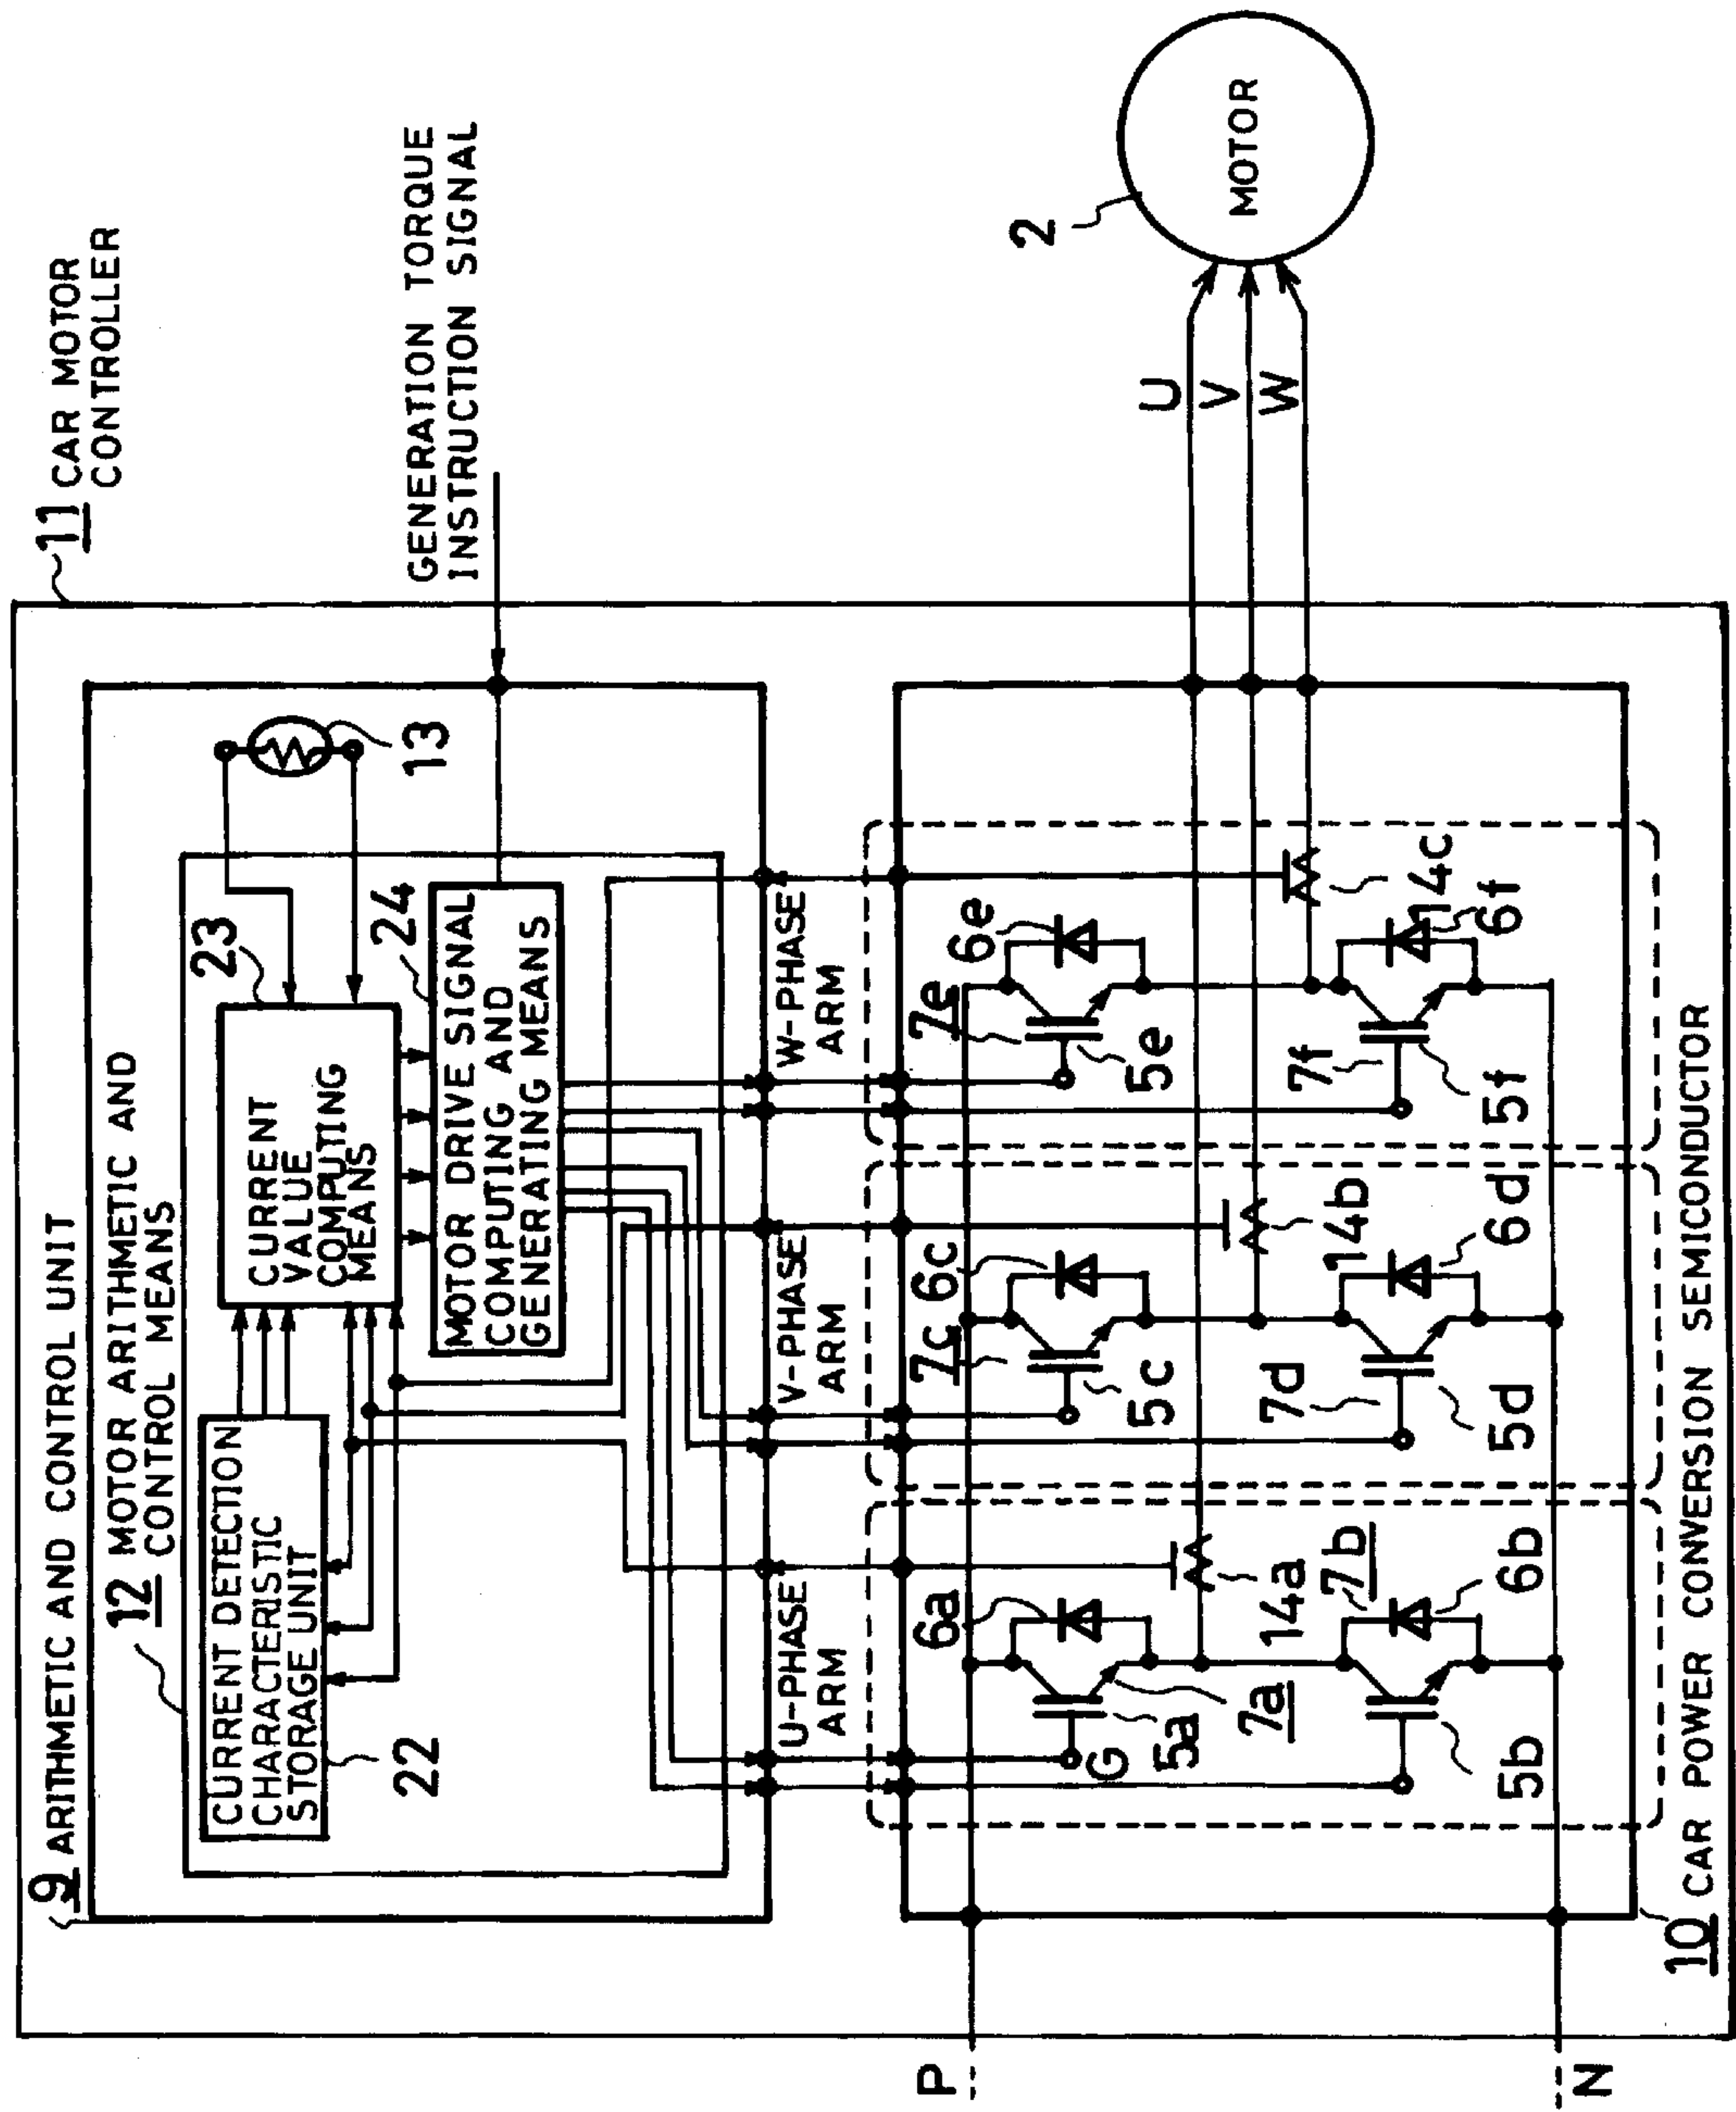 11 CAR MOTOR
CONTROLLER
9 ARITHMETIC AND CONTROL UNIT
12 MOTOR ARITHMETIC AND
CONTROL MEANS
GENERATION TORQUE
INSTRUCTION SIGNAL
CURRENT DETECTION
CHARACTERISTIC
STORAGE UNIT
22
CURRENT
VALUE
COMPUTING
MEANS
23
13
24
MOTOR DRIVE SIGNAL
COMPUTING AND
GENERATING MEANS
U-PHASE
ARM
V-PHASE
ARM
W-PHASE
ARM
6a
7c
6c
7e
6e
G
5a
7a
14a
5c
14b
5e
14c
7b
7d
7f
5b
6b
5d
6d
5f
6f
U
V
W
2
MOTOR
P
N
10 CAR POWER CONVERSION SEMICONDUCTOR